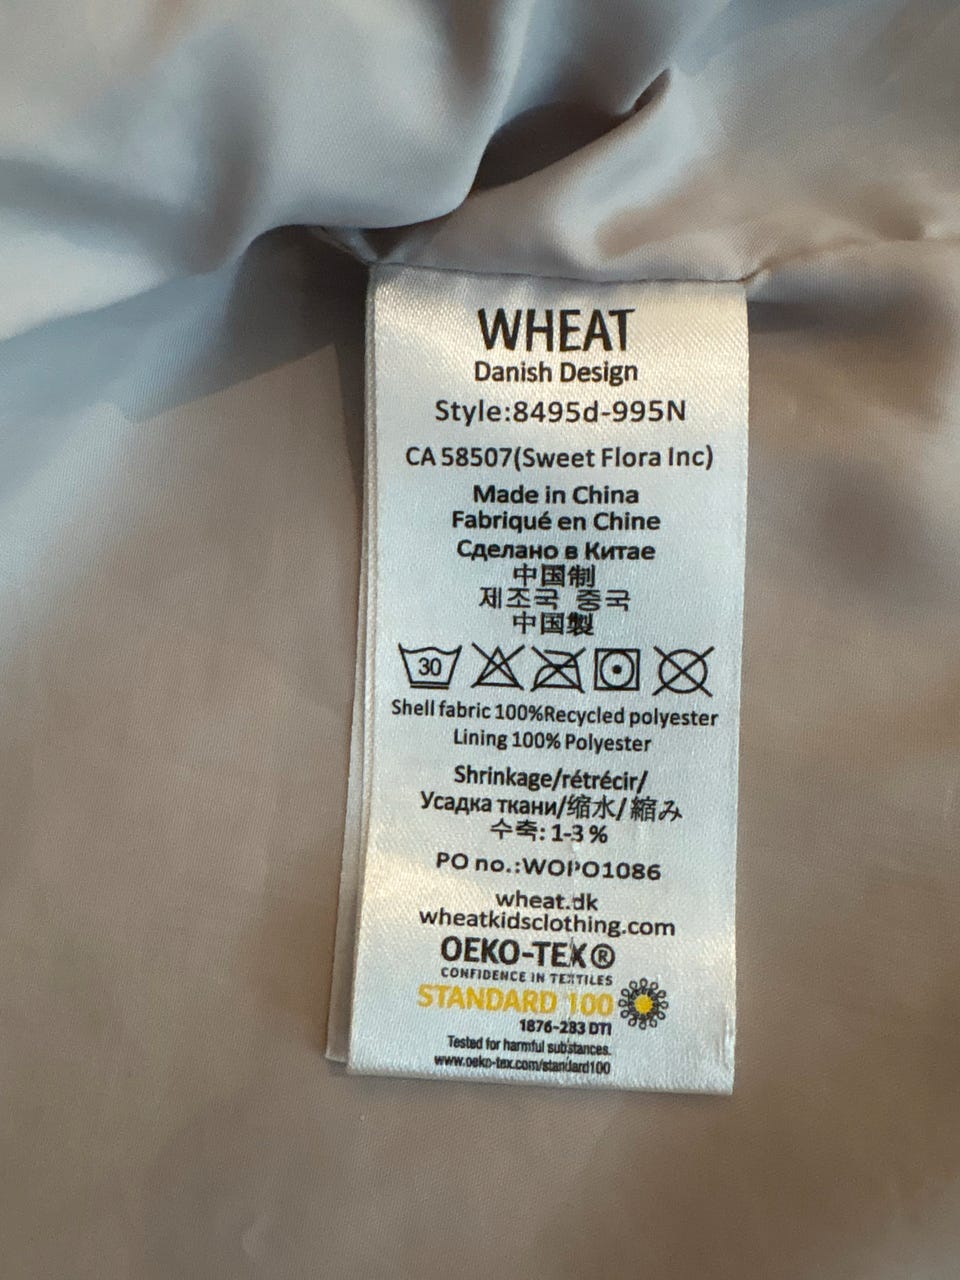 WHEAT
Danish Design
Style:8495d-995N
CA 58507(Sweet Flora Inc)
Made in China
Fabriqué en Chine
Сделано в Китае
中国制
제조국 중국
中国製
30
Shell fabric 100%Recycled polyester
Lining 100% Polyester
Shrinkage/rétrécir/
Усадка ткани/缩水/縮み
수축: 1-3 %
PO no.:WOPO1086
wheat.dk
wheatkidsclothing.com
OEKO-TEX®
CONFIDENCE IN TEXTILES
STANDARD 100
1876-283 DTI
Tested for harmful substances.
www.oeko-tex.com/standard100